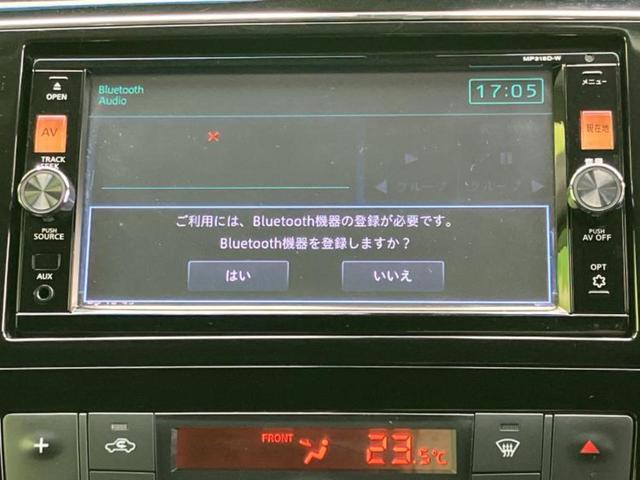 MP315D-W
OPEN
Bluetooth
Audio
17:05
メニュー
AV
現在地
TRACK
SEEK
グループ
グループ
ご利用には、Bluetooth機器の登録が必要です。
Bluetooth機器を登録しますか？
はい
いいえ
PUSH
SOURCE
PUSH
AV OFF
AUX
OPT
FRONT
23.5℃